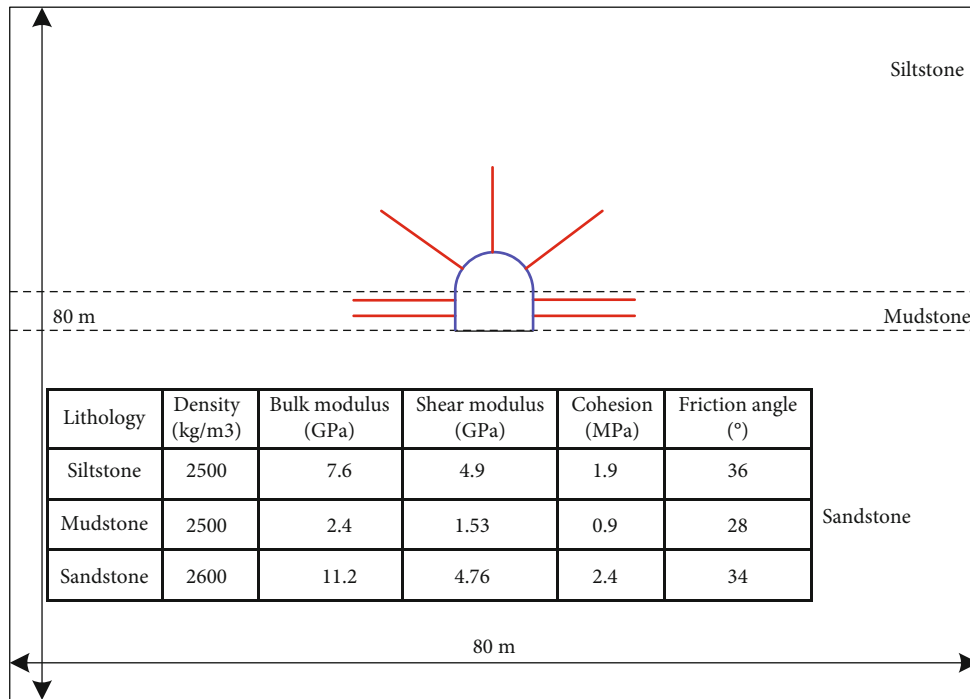 Siltstone
80 m
Mudstone
Lithology Density (kg/m3) Bulk modulus (GPa) Shear modulus (GPa) Cohesion (MPa) Friction angle (°)
Siltstone 2500 7.6 4.9 1.9 36
Mudstone 2500 2.4 1.53 0.9 28
Sandstone 2600 11.2 4.76 2.4 34
Sandstone
80 m